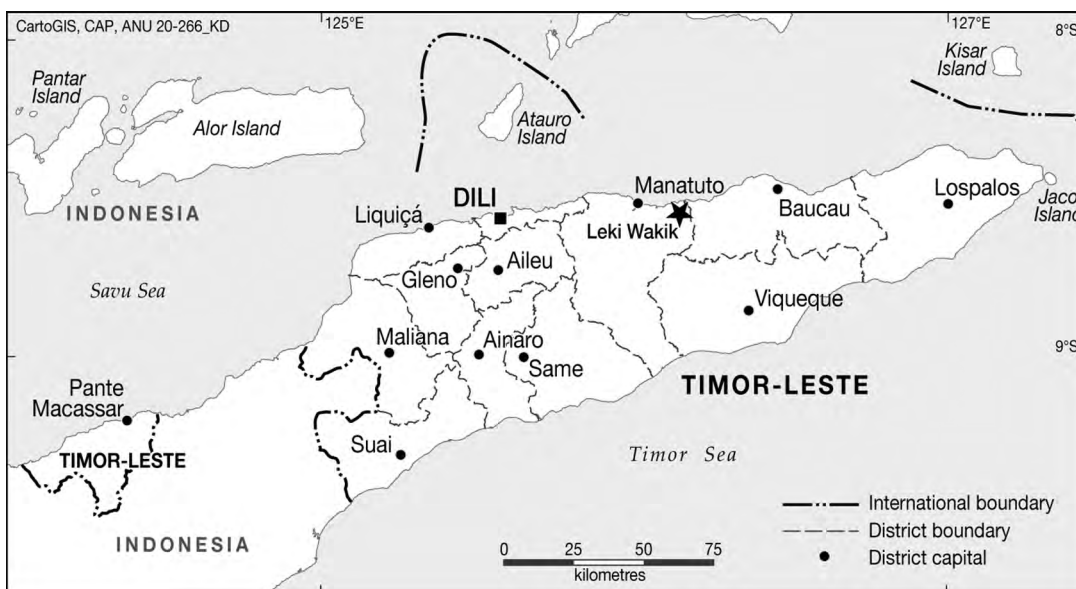 CartoGIS, CAP, ANU 20-266_KD
125°E
127°E
8°S
Kisar
Island
Pantar
Island
Alor Island
Atauro
Island
INDONESIA
DILI
Manatuto
Lospalos
Jaco
Island
Liquiçá
Baucau
Leki Wakik
Gleno
Aileu
Savu Sea
Viqueque
Maliana
Ainaro
Same
9°S
TIMOR-LESTE
Pante
Macassar
TIMOR-LESTE
Suai
Timor Sea
INDONESIA
International boundary
District boundary
District capital
0 25 50 75
kilometres